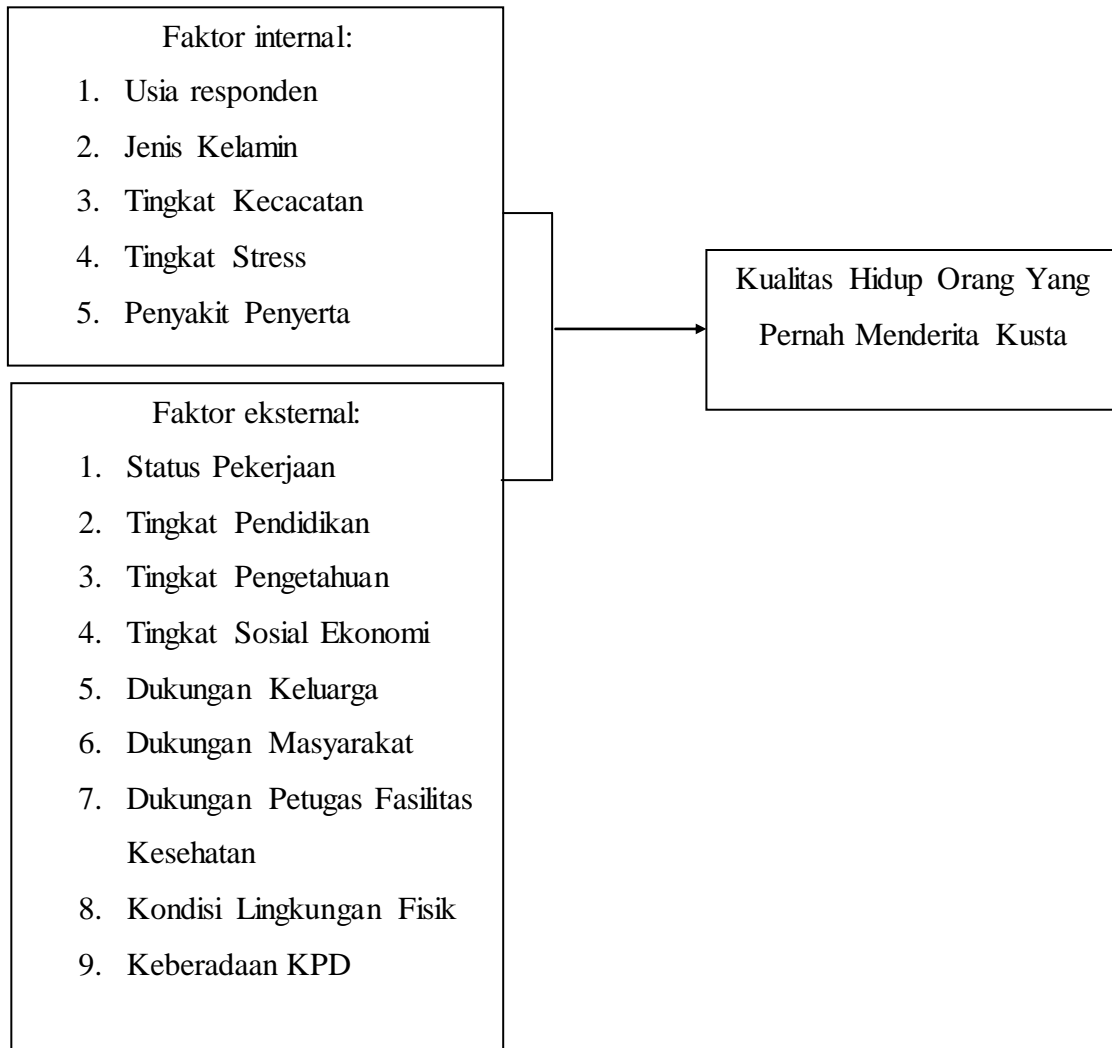 Faktor internal:
1. Usia responden
2. Jenis Kelamin
3. Tingkat Kecacatan
4. Tingkat Stress
5. Penyakit Penyerta
Faktor eksternal:
1. Status Pekerjaan
2. Tingkat Pendidikan
3. Tingkat Pengetahuan
4. Tingkat Sosial Ekonomi
5. Dukungan Keluarga
6. Dukungan Masyarakat
7. Dukungan Petugas Fasilitas
Kesehatan
8. Kondisi Lingkungan Fisik
9. Keberadaan KPD
Kualitas Hidup Orang Yang
Pernah Menderita Kusta